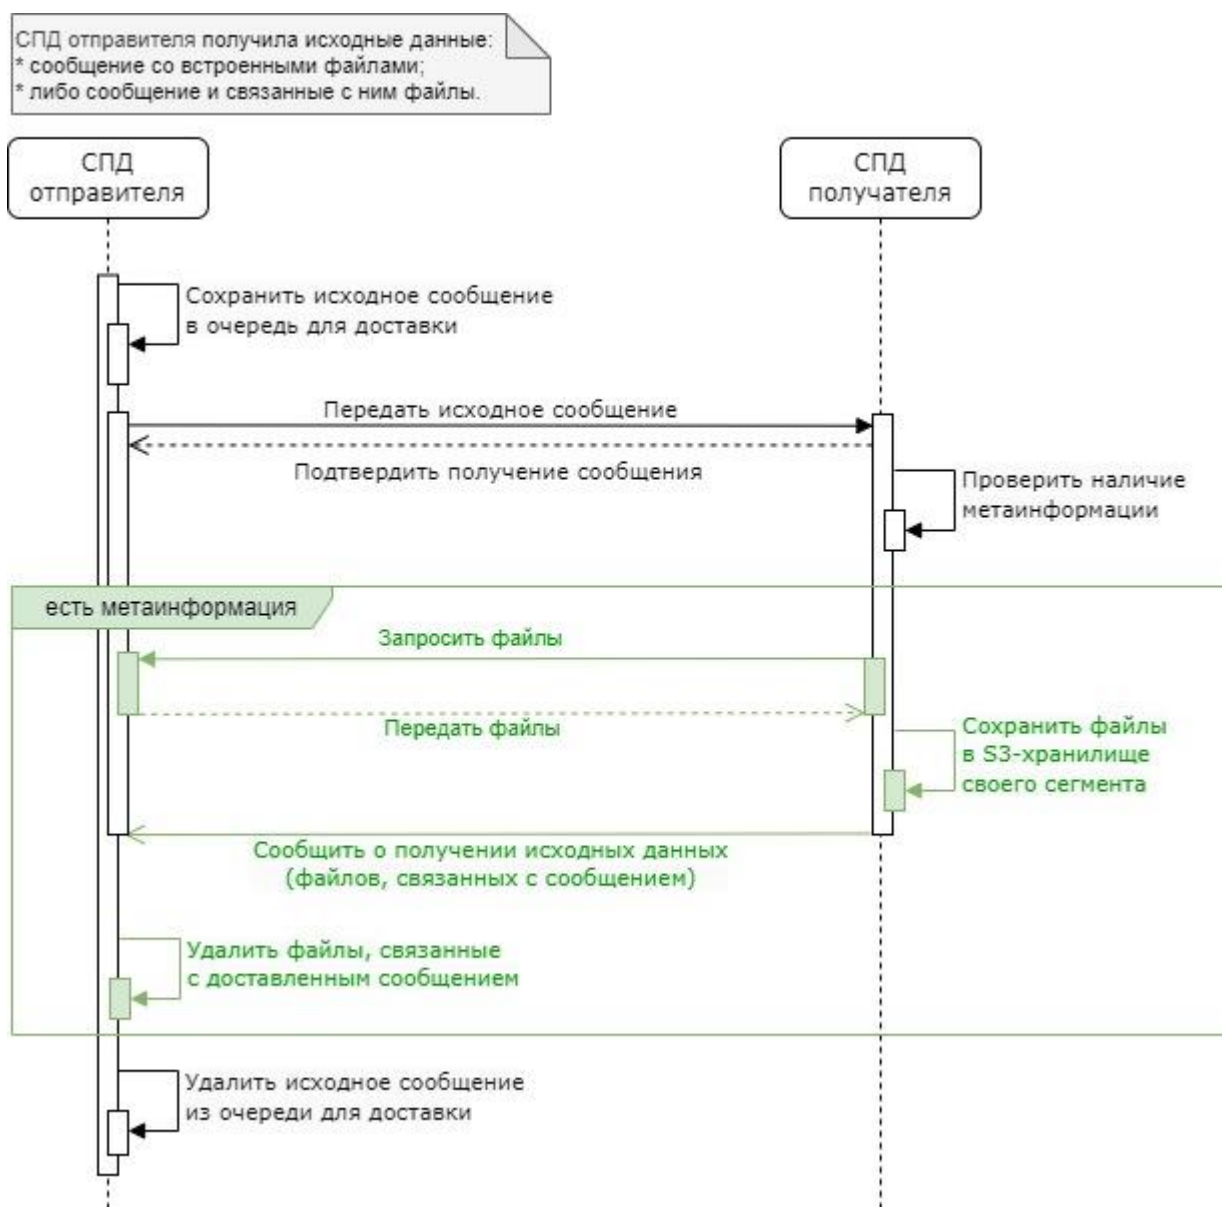 СПД отправителя получила исходные данные:
* сообщение со встроенными файлами;
* либо сообщение и связанные с ним файлы.
СПД
отправителя
СПД
получателя
Сохранить исходное сообщение
в очередь для доставки
Передать исходное сообщение
Подтвердить получение сообщения
Проверить наличие
метаинформации
есть метаинформация
Запросить файлы
Передать файлы
Сохранить файлы
в S3-хранилище
своего сегмента
Сообщить о получении исходных данных
(файлов, связанных с сообщением)
Удалить файлы, связанные
с доставленным сообщением
Удалить исходное сообщение
из очереди для доставки